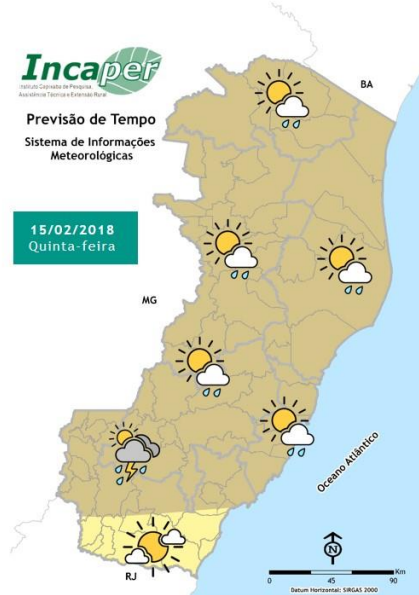 Incaper
Instituto Capixaba de Pesquisa,
Assistência Técnica e Extensão Rural
BA
Previsão de Tempo
Sistema de Informações
Meteorológicas
15/02/2018
Quinta-feira
MG
Oceano Atlântico
RJ
N
Km
0 45 90
Datum Horizontal: SIRGAS 2000